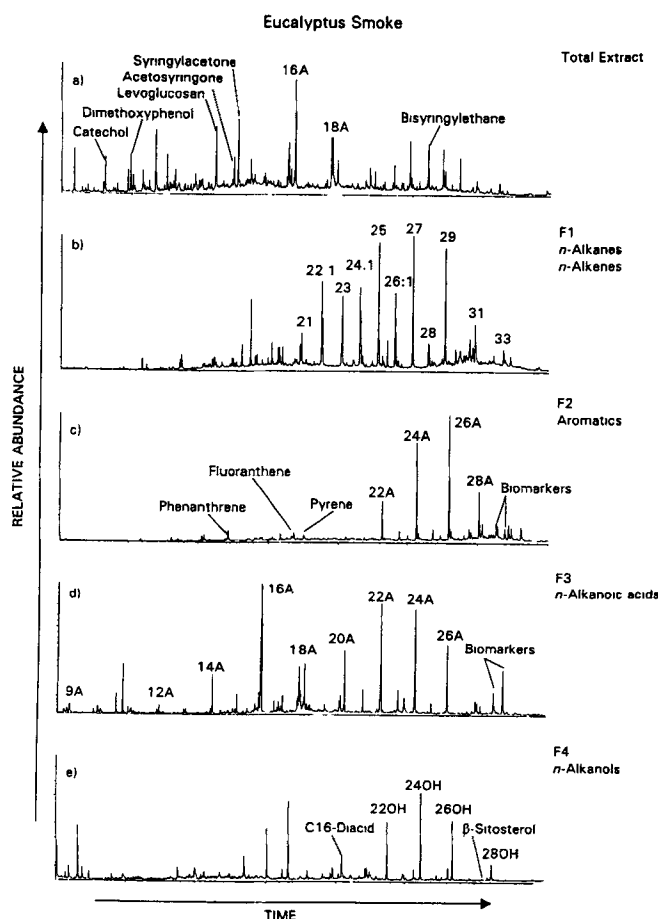 Eucalyptus Smoke
RELATIVE ABUNDANCE
Total Extract
a)
Syringylacetone
Acetosyringone
Levoglucosan
Dimethoxyphenol
Catechol
16A
18A
Bisyringylethane
F1
n-Alkanes
n-Alkenes
b)
21
22 1
23
24.1
25
26:1
27
28
29
31
33
F2
Aromatics
c)
Phenanthrene
Fluoranthene
Pyrene
22A
24A
26A
28A
Biomarkers
F3
n-Alkanoic acids
d)
9A
12A
14A
16A
18A
20A
22A
24A
26A
Biomarkers
F4
n-Alkanols
e)
C16-Diacid
22OH
24OH
26OH
β-Sitosterol
28OH
TIME